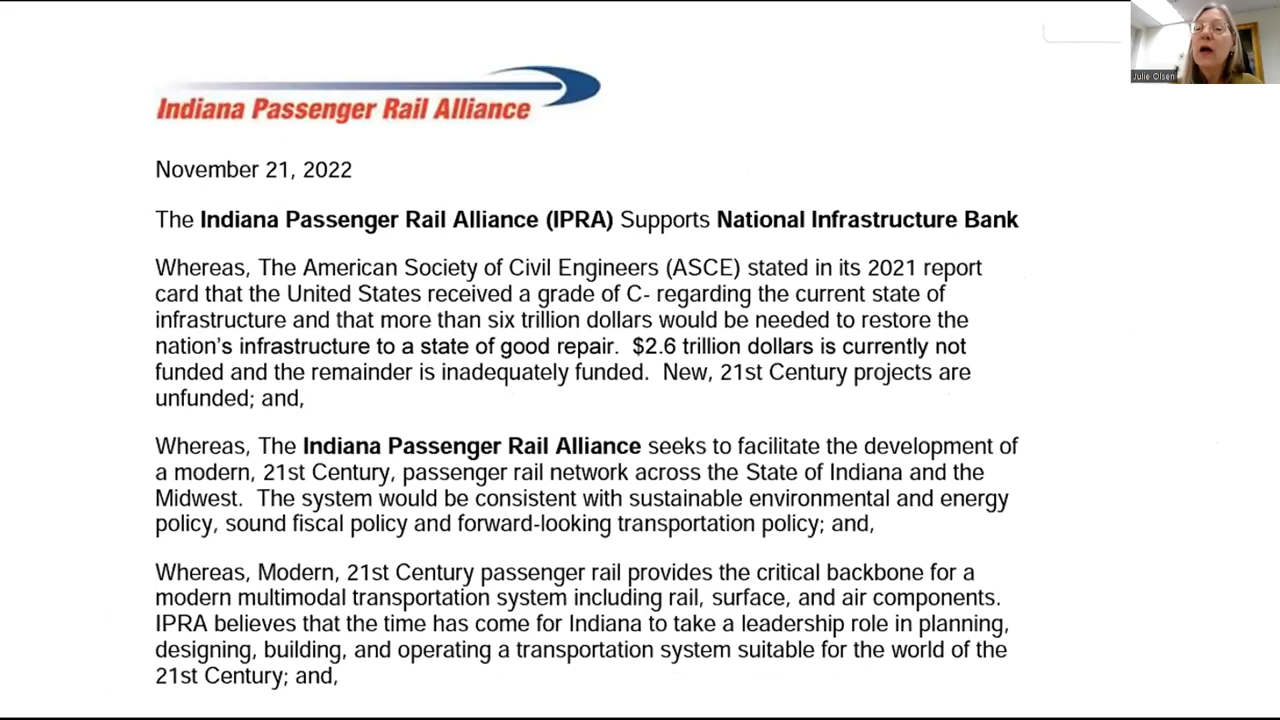 Julie Olsen
Indiana Passenger Rail Alliance
November 21, 2022
The Indiana Passenger Rail Alliance (IPRA) Supports National Infrastructure Bank
Whereas, The American Society of Civil Engineers (ASCE) stated in its 2021 report
card that the United States received a grade of C- regarding the current state of
infrastructure and that more than six trillion dollars would be needed to restore the
nation's infrastructure to a state of good repair.  $2.6 trillion dollars is currently not
funded and the remainder is inadequately funded.  New, 21st Century projects are
unfunded; and,
Whereas, The Indiana Passenger Rail Alliance seeks to facilitate the development of
a modern, 21st Century, passenger rail network across the State of Indiana and the
Midwest.  The system would be consistent with sustainable environmental and energy
policy, sound fiscal policy and forward-looking transportation policy; and,
Whereas, Modern, 21st Century passenger rail provides the critical backbone for a
modern multimodal transportation system including rail, surface, and air components.
IPRA believes that the time has come for Indiana to take a leadership role in planning,
designing, building, and operating a transportation system suitable for the world of the
21st Century; and,